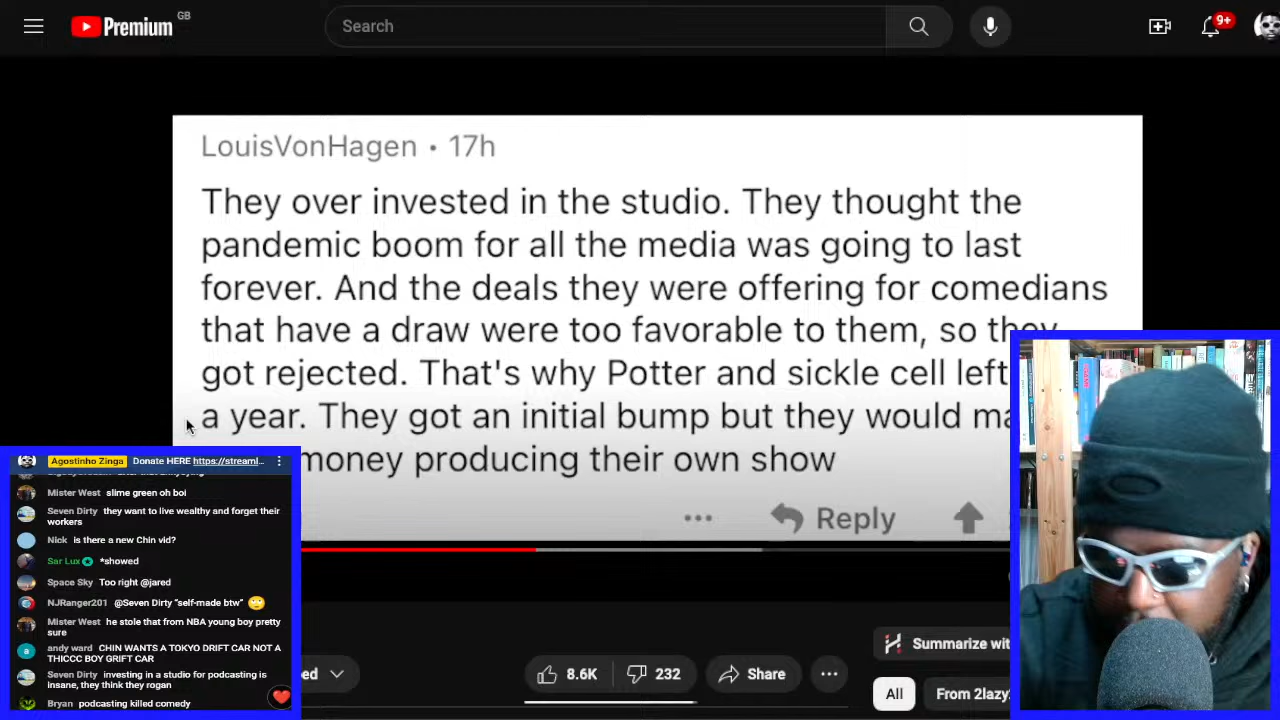 Premium GB
Search
9+
LouisVonHagen • 17h
They over invested in the studio. They thought the
pandemic boom for all the media was going to last
forever. And the deals they were offering for comedians
that have a draw were too favorable to them, so they
got rejected. That's why Potter and sickle cell left
a year. They got an initial bump but they would ma
money producing their own show
... Reply
Agostinho Zinga Donate HERE https://streaml...
Mister West slime green oh boi
Seven Dirty they want to live wealthy and forget their
workers
Nick is there a new Chin vid?
Sar Lux *showed
Space Sky Too right @jared
NJRanger201 @Seven Dirty "self-made btw" 🙄
Mister West he stole that from NBA young boy pretty
sure
andy ward CHIN WANTS A TOKYO DRIFT CAR NOT A
THICCC BOY GRIFT CAR
Seven Dirty investing in a studio for podcasting is
insane, they think they rogan
Bryan podcasting killed comedy
ed
8.6K
232
Share
...
Summarize wit
All
From 2lazy